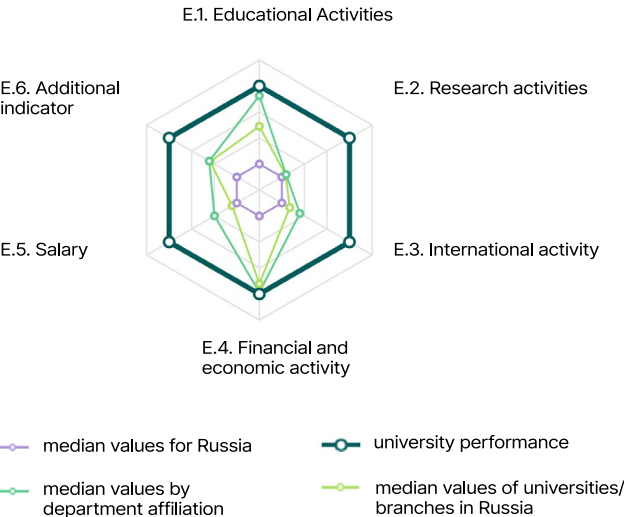 E.1. Educational Activities
E.6. Additional
indicator
E.2. Research activities
E.5. Salary
E.3. International activity
E.4. Financial and
economic activity
median values for Russia
university performance
median values by
department affiliation
median values of universities/
branches in Russia